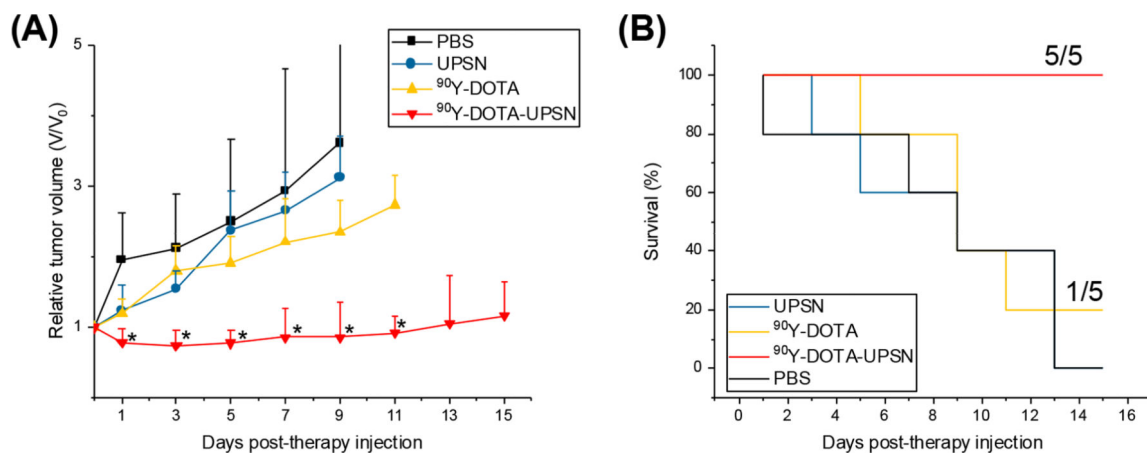 (A)
Relative tumor volume (V/V₀)
5
3
1
PBS
UPSN
⁹⁰Y-DOTA
⁹⁰Y-DOTA-UPSN
* * * * * *
1 3 5 7 9 11 13 15
Days post-therapy injection
(B)
Survival (%)
100
80
60
40
20
0
5/5
1/5
UPSN
⁹⁰Y-DOTA
⁹⁰Y-DOTA-UPSN
PBS
0 2 4 6 8 10 12 14 16
Days post-therapy injection